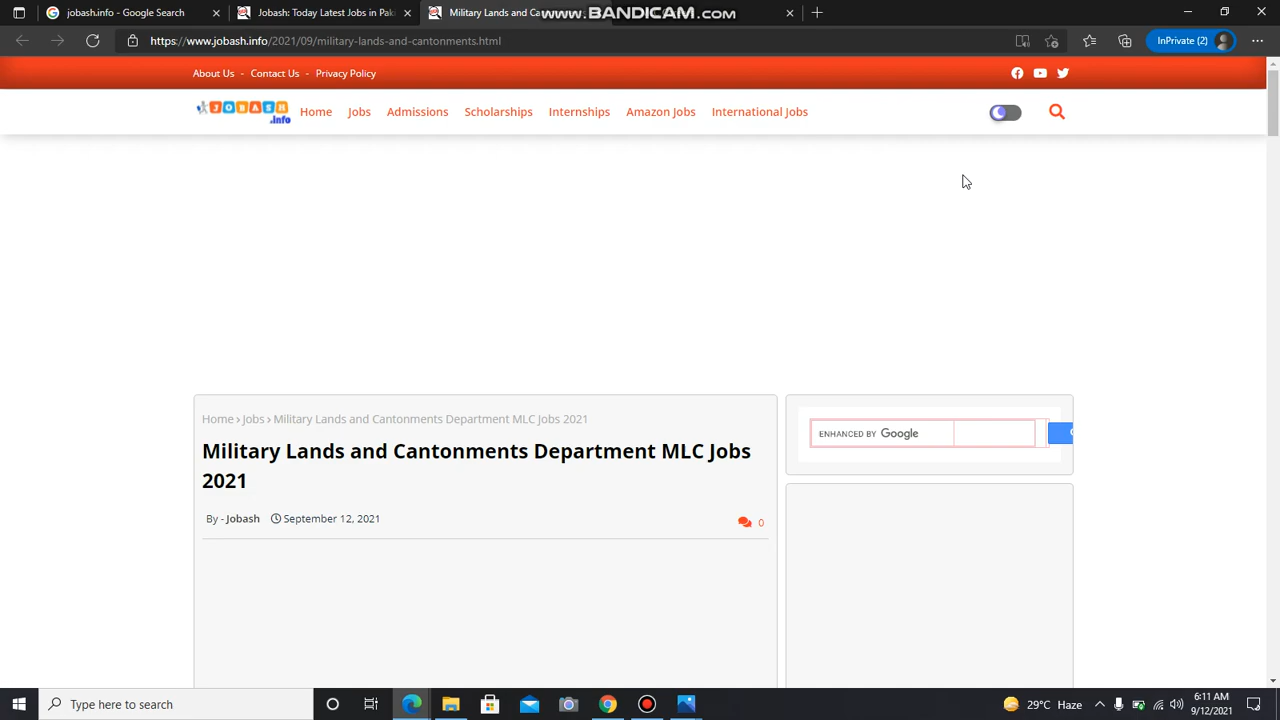 jobash.info - Google Search
Jobash: Today Latest Jobs in Pak
Military Lands and Ca
www.BANDICAM.com
https://www.jobash.info/2021/09/military-lands-and-cantonments.html
InPrivate (2)
About Us - Contact Us - Privacy Policy
JOBASH .info
Home Jobs Admissions Scholarships Internships Amazon Jobs International Jobs
Home › Jobs › Military Lands and Cantonments Department MLC Jobs 2021
Military Lands and Cantonments Department MLC Jobs
2021
By - Jobash September 12, 2021
0
ENHANCED BY Google
Type here to search
29°C Haze
6:11 AM
9/12/2021